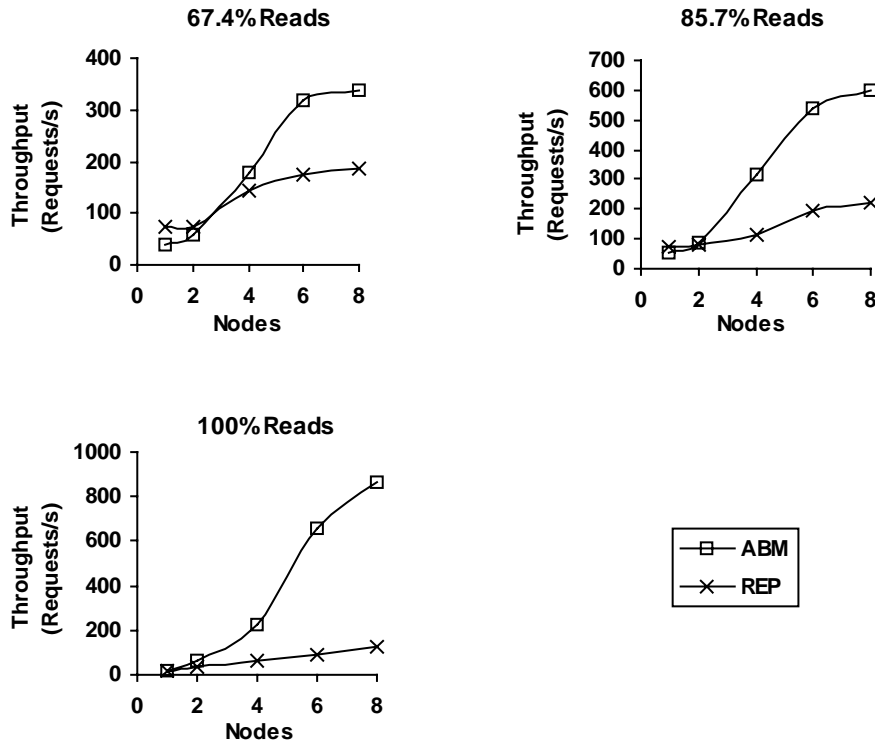 67.4% Reads
400
300
200
100
0
Throughput
(Requests/s)
0 2 4 6 8
Nodes
85.7% Reads
700
600
500
400
300
200
100
0
Throughput
(Requests/s)
0 2 4 6 8
Nodes
100% Reads
1000
800
600
400
200
0
Throughput
(Requests/s)
0 2 4 6 8
Nodes
ABM
REP